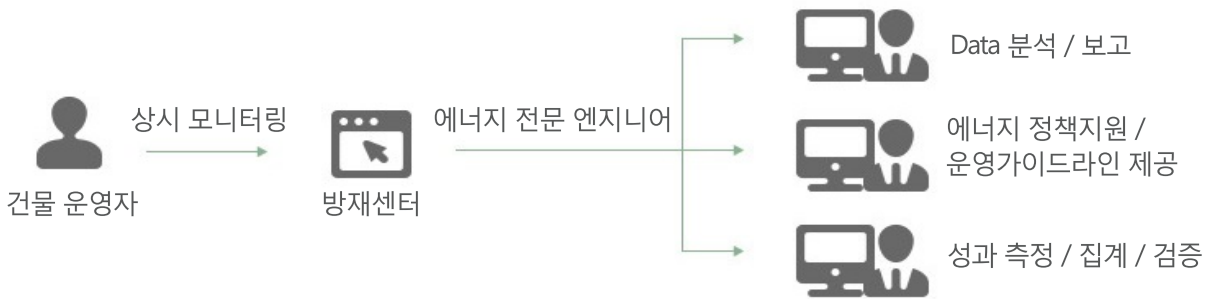 상시 모니터링
건물 운영자
방재센터
에너지 전문 엔지니어
Data 분석 / 보고
에너지 정책지원 /
운영가이드라인 제공
성과 측정 / 집계 / 검증